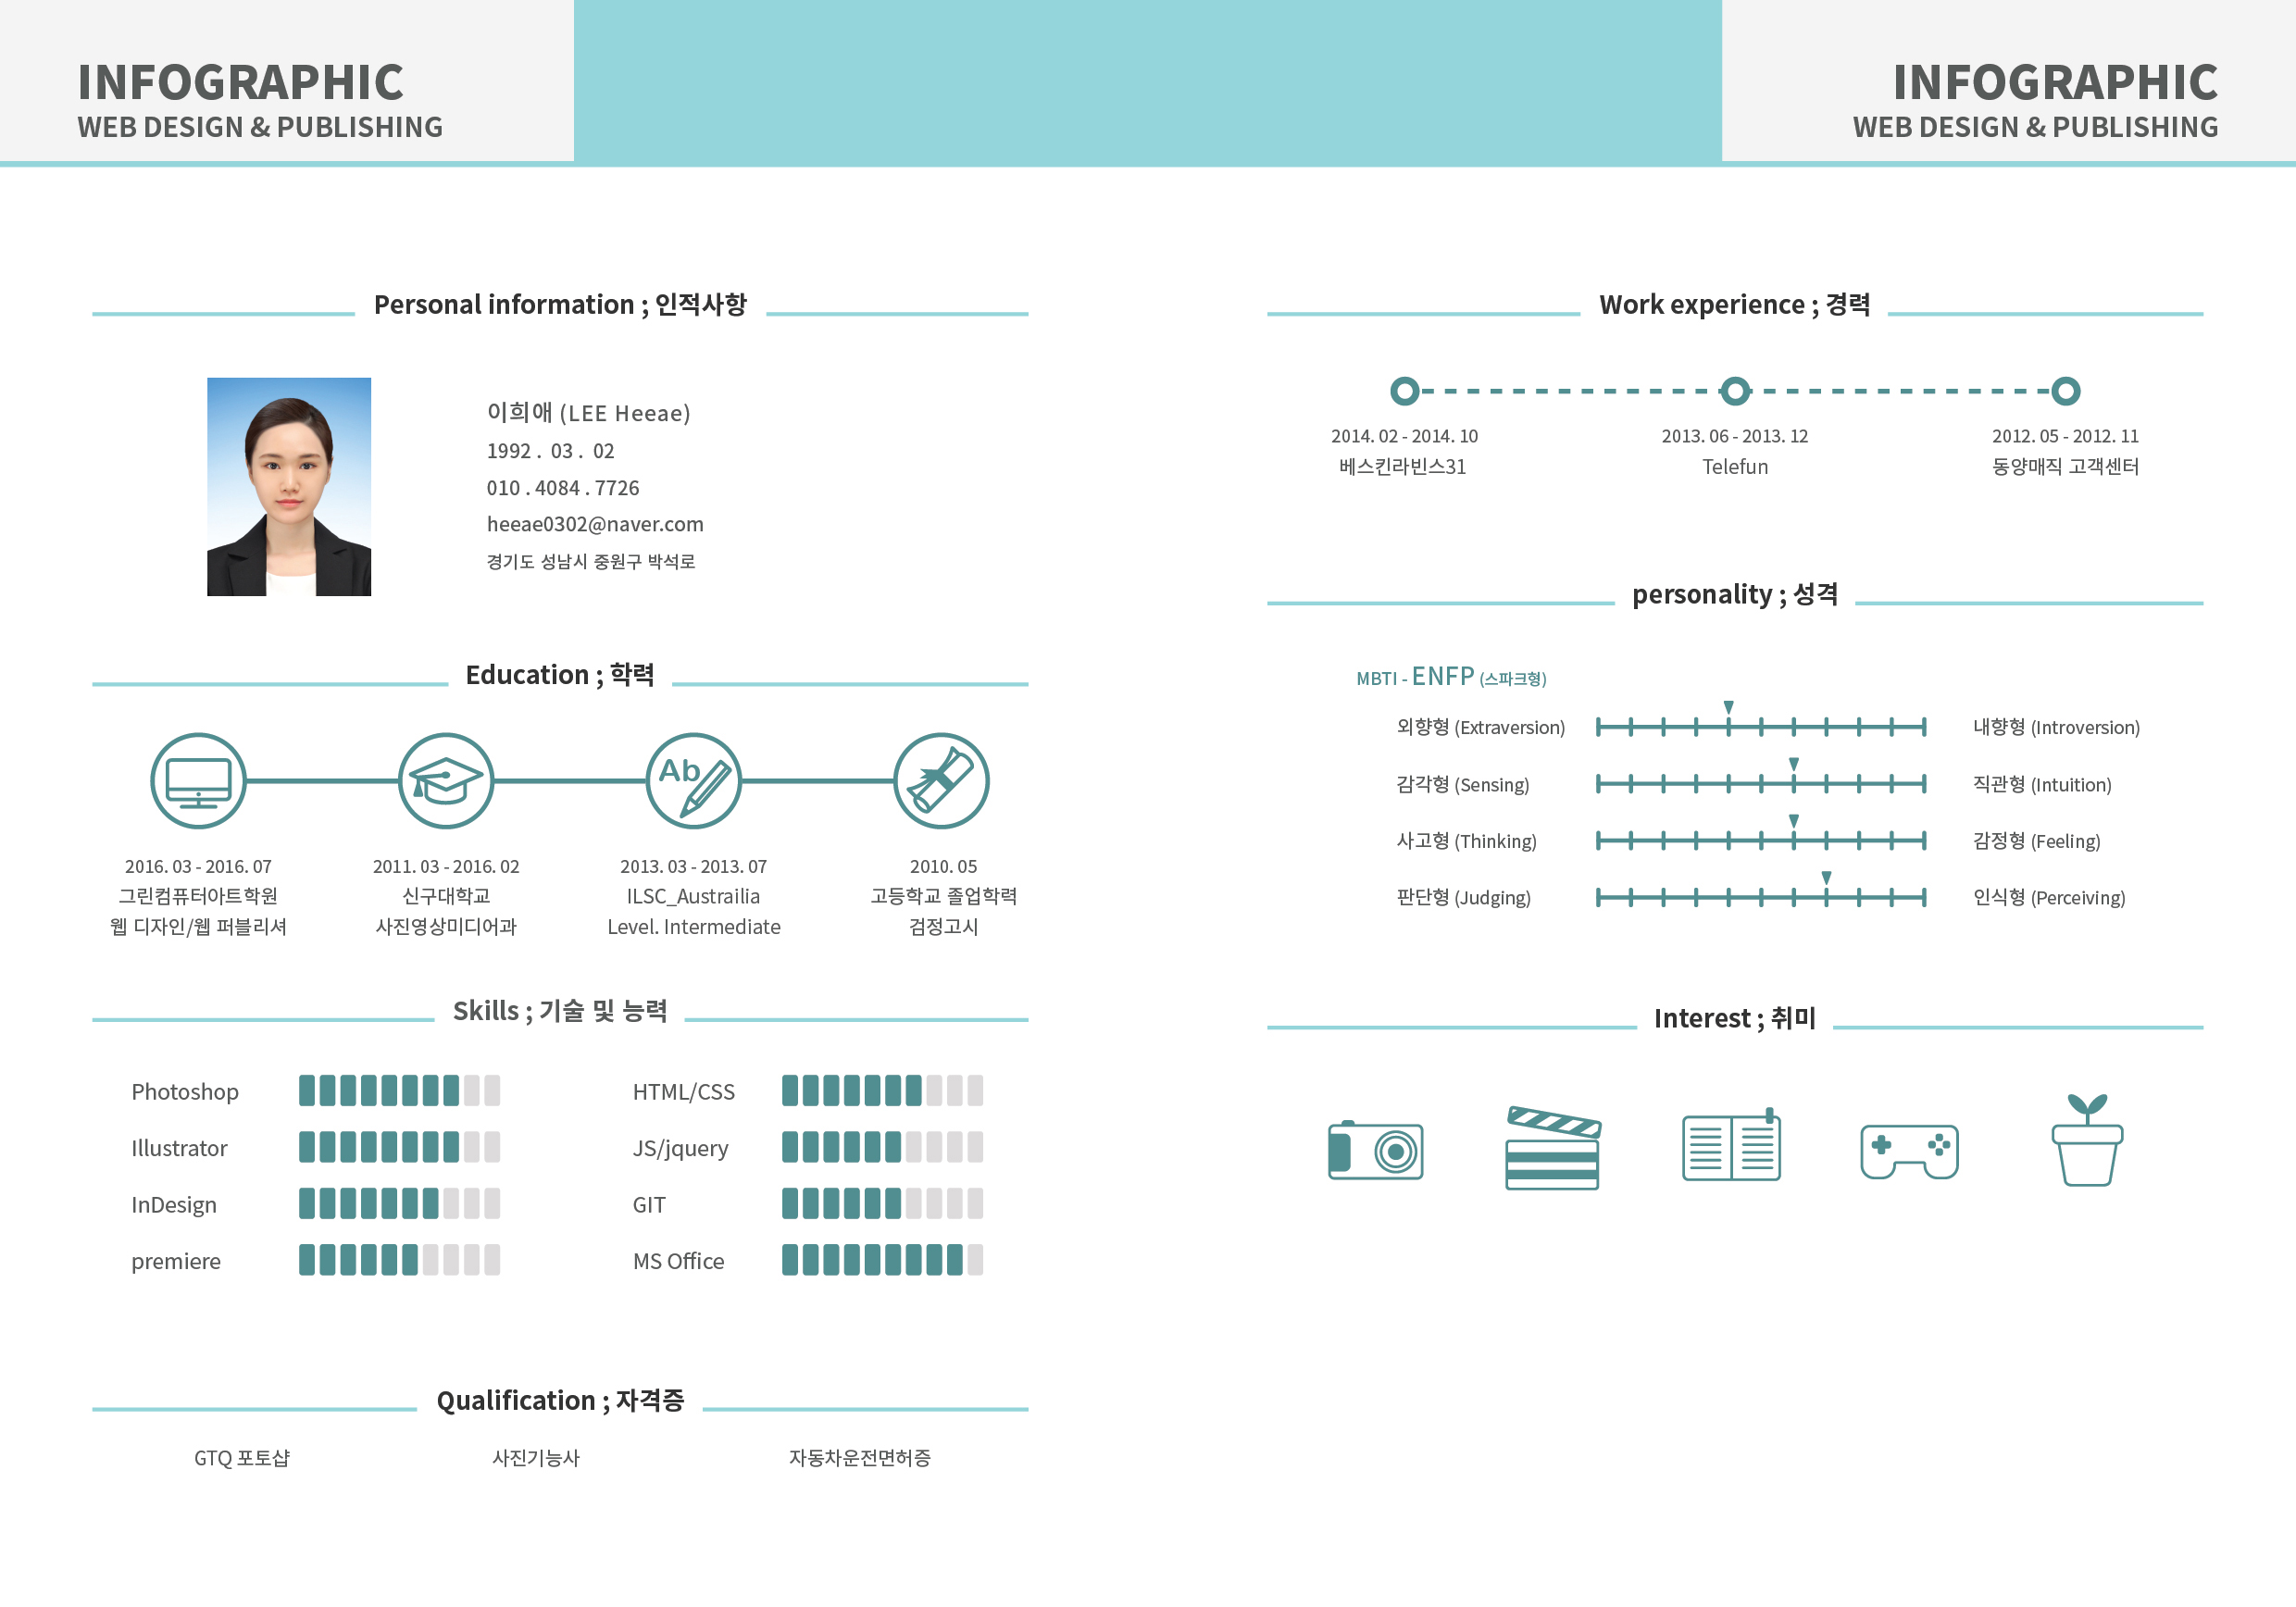 INFOGRAPHIC
WEB DESIGN & PUBLISHING
INFOGRAPHIC
WEB DESIGN & PUBLISHING
Personal information ; 인적사항
이희애 (LEE Heeae)
1992 . 03 . 02
010 . 4084 . 7726
heeae0302@naver.com
경기도 성남시 중원구 박석로
Education ; 학력
Ab
2016. 03 - 2016. 07
그린컴퓨터아트학원
웹 디자인/웹 퍼블리셔
2011. 03 - 2016. 02
신구대학교
사진영상미디어과
2013. 03 - 2013. 07
ILSC_Austrailia
Level. Intermediate
2010. 05
고등학교 졸업학력
검정고시
Skills ; 기술 및 능력
Photoshop
Illustrator
InDesign
premiere
HTML/CSS
JS/jquery
GIT
MS Office
Qualification ; 자격증
GTQ 포토샵
사진기능사
자동차운전면허증
Work experience ; 경력
2014. 02 - 2014. 10
베스킨라빈스31
2013. 06 - 2013. 12
Telefun
2012. 05 - 2012. 11
동양매직 고객센터
personality ; 성격
MBTI - ENFP (스파크형)
외향형 (Extraversion)
내향형 (Introversion)
감각형 (Sensing)
직관형 (Intuition)
사고형 (Thinking)
감정형 (Feeling)
판단형 (Judging)
인식형 (Perceiving)
Interest ; 취미